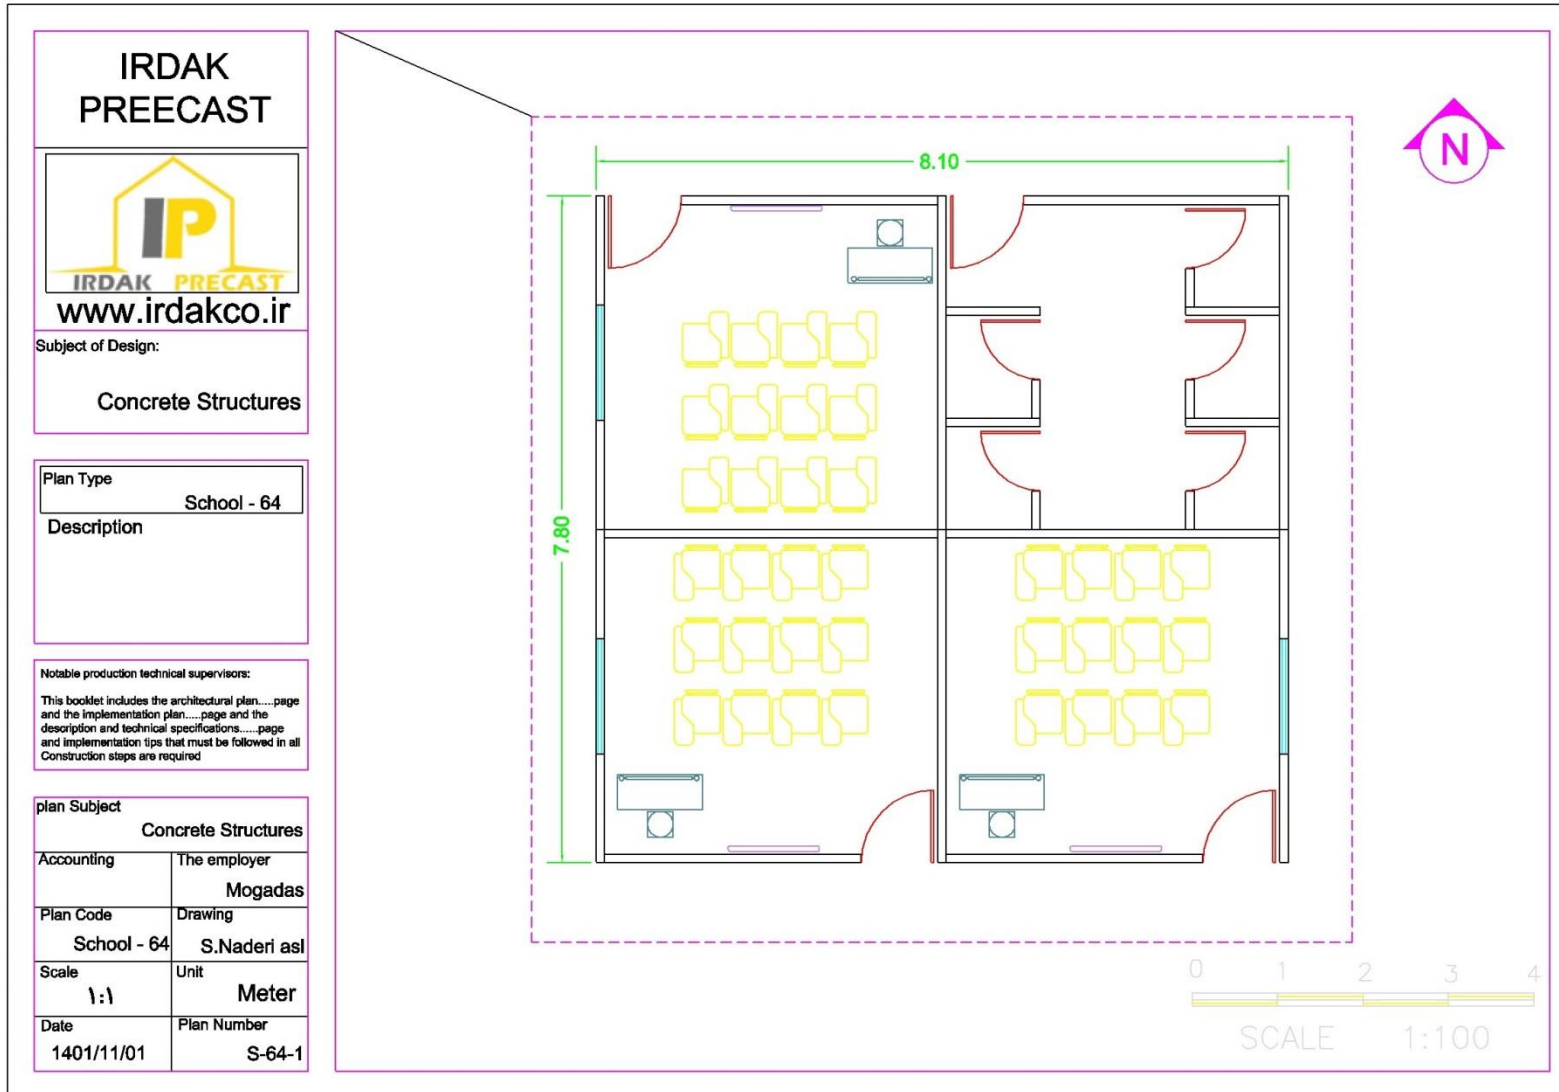 IRDAK
PREECAST
IP
IRDAK PRECAST
www.irdakco.ir
Subject of Design:
Concrete Structures
Plan Type
School - 64
Description
Notable production technical supervisors:
This booklet includes the architectural plan.....page
and the implementation plan.....page and the
description and technical specifications.....page
and implementation tips that must be followed in all
Construction steps are required
plan Subject
Concrete Structures
Accounting
The employer
Mogadas
Plan Code
School - 64
Drawing
S.Naderi asl
Scale
۱:۱
Unit
Meter
Date
1401/11/01
Plan Number
S-64-1
8.10
7.80
N
0 1 2 3 4
SCALE 1:100